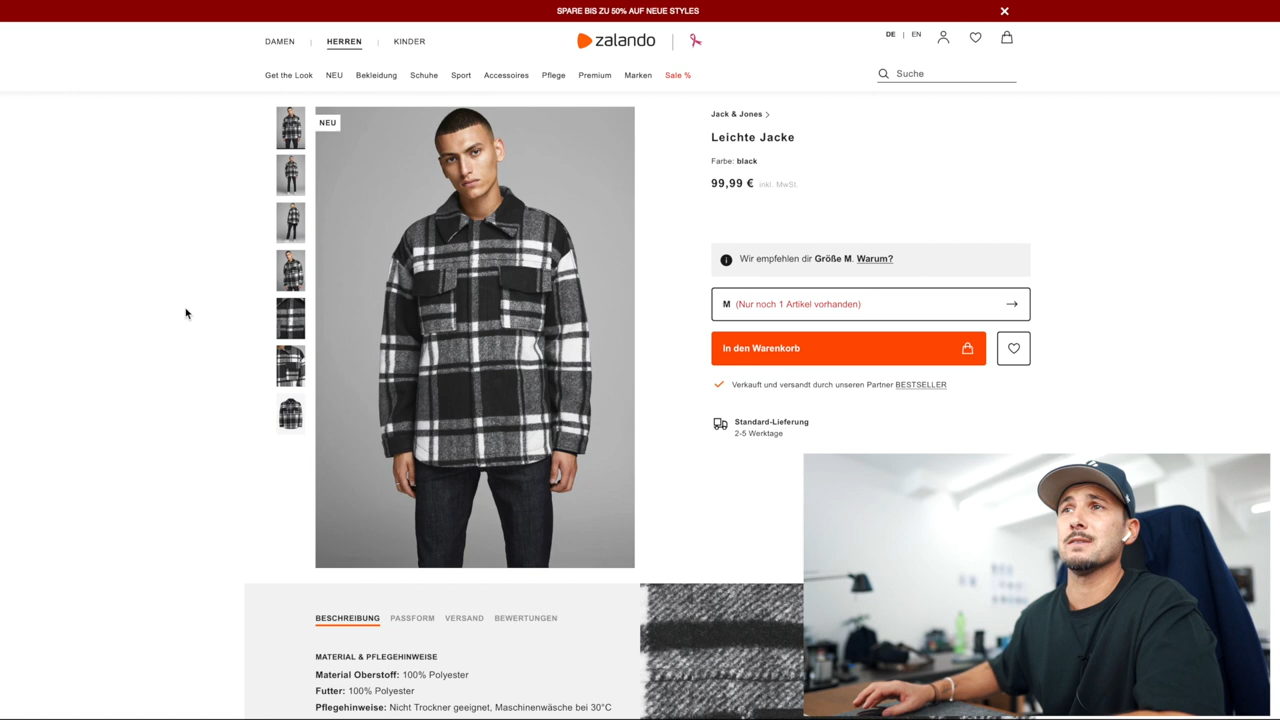 SPARE BIS ZU 50% AUF NEUE STYLES
DAMEN | HERREN | KINDER
zalando
DE | EN
Get the Look NEU Bekleidung Schuhe Sport Accessoires Pflege Premium Marken Sale %
Suche
NEU
Jack & Jones
Leichte Jacke
Farbe: black
99,99 € inkl. MwSt.
Wir empfehlen dir Größe M. Warum?
M (Nur noch 1 Artikel vorhanden)
In den Warenkorb
Verkauft und versandt durch unseren Partner BESTSELLER
Standard-Lieferung
2-5 Werktage
BESCHREIBUNG PASSFORM VERSAND BEWERTUNGEN
MATERIAL & PFLEGEHINWEISE
Material Oberstoff: 100% Polyester
Futter: 100% Polyester
Pflegehinweise: Nicht Trockner geeignet, Maschinenwäsche bei 30°C